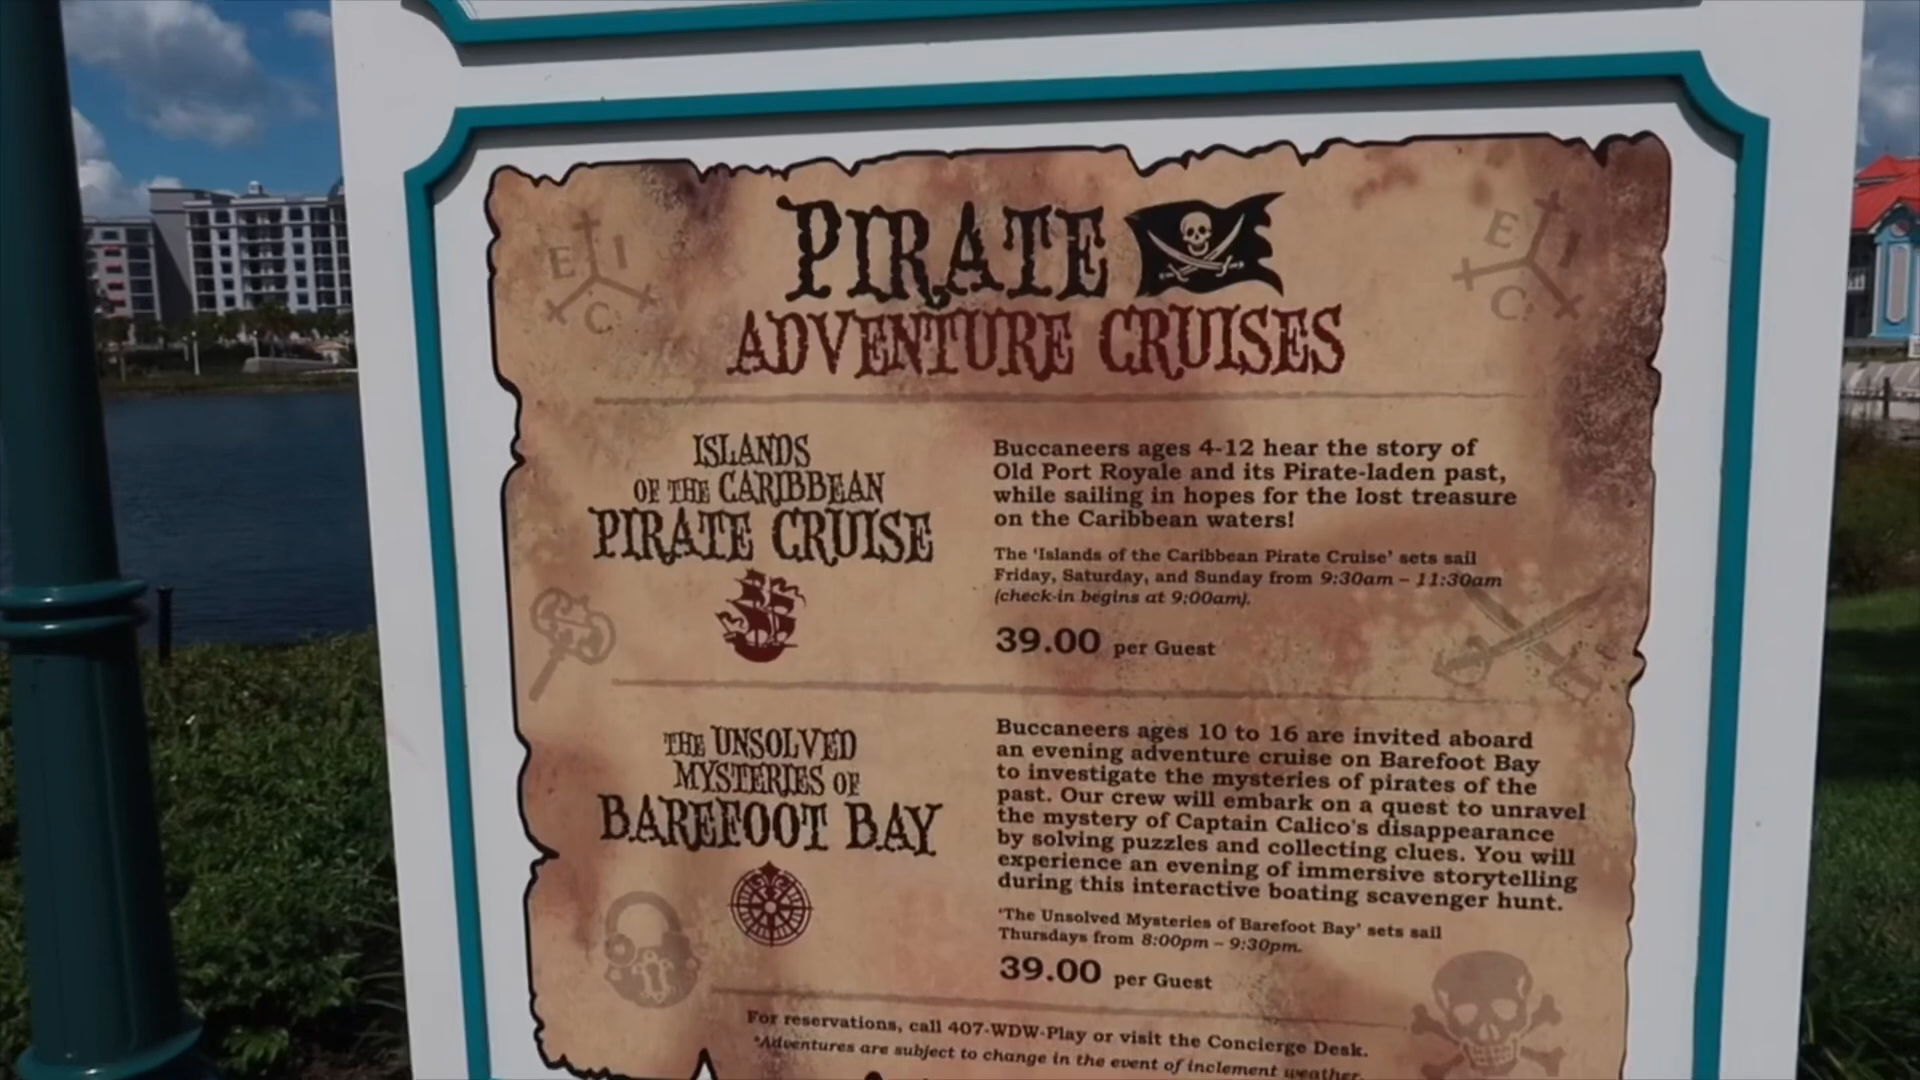 PIRATE
ADVENTURE CRUISES
E I
C
E I
C
ISLANDS
OF THE CARIBBEAN
PIRATE CRUISE
Buccaneers ages 4-12 hear the story of
Old Port Royale and its Pirate-laden past,
while sailing in hopes for the lost treasure
on the Caribbean waters!
The 'Islands of the Caribbean Pirate Cruise' sets sail
Friday, Saturday, and Sunday from 9:30am – 11:30am
(check-in begins at 9:00am).
39.00 per Guest
THE UNSOLVED
MYSTERIES OF
BAREFOOT BAY
Buccaneers ages 10 to 16 are invited aboard
an evening adventure cruise on Barefoot Bay
to investigate the mysteries of pirates of the
past. Our crew will embark on a quest to unravel
the mystery of Captain Calico's disappearance
by solving puzzles and collecting clues. You will
experience an evening of immersive storytelling
during this interactive boating scavenger hunt.
'The Unsolved Mysteries of Barefoot Bay' sets sail
Thursdays from 8:00pm – 9:30pm.
39.00 per Guest
For reservations, call 407-WDW-Play or visit the Concierge Desk.
*Adventures are subject to change in the event of inclement weather.